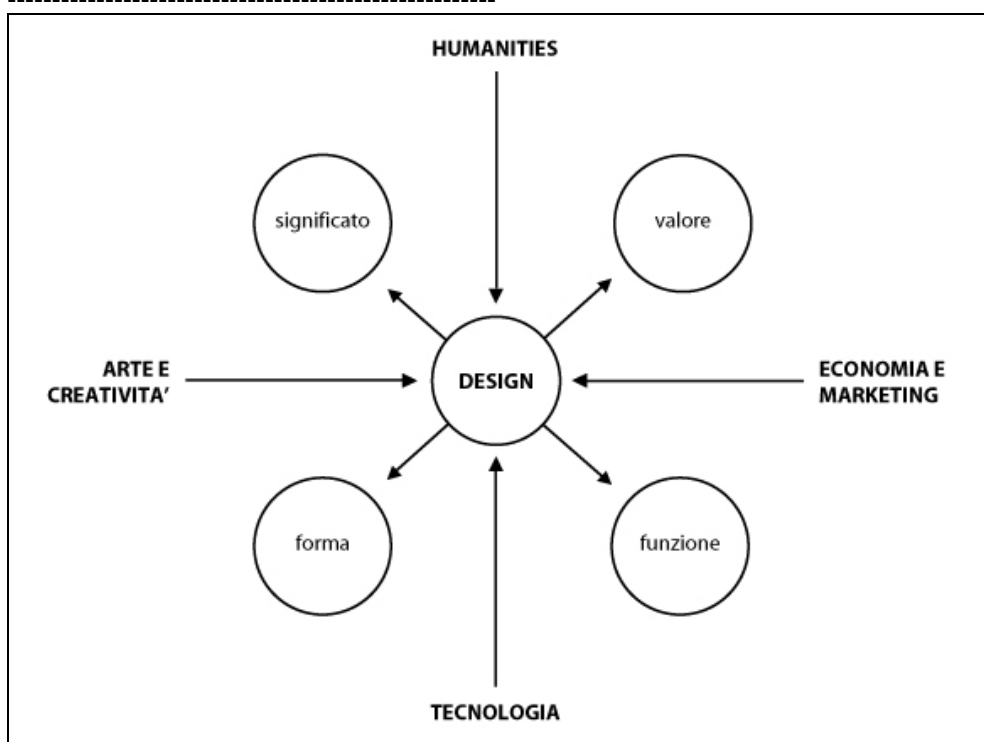 HUMANITIES
significato
valore
ARTE E
CREATIVITA’
DESIGN
ECONOMIA E
MARKETING
forma
funzione
TECNOLOGIA